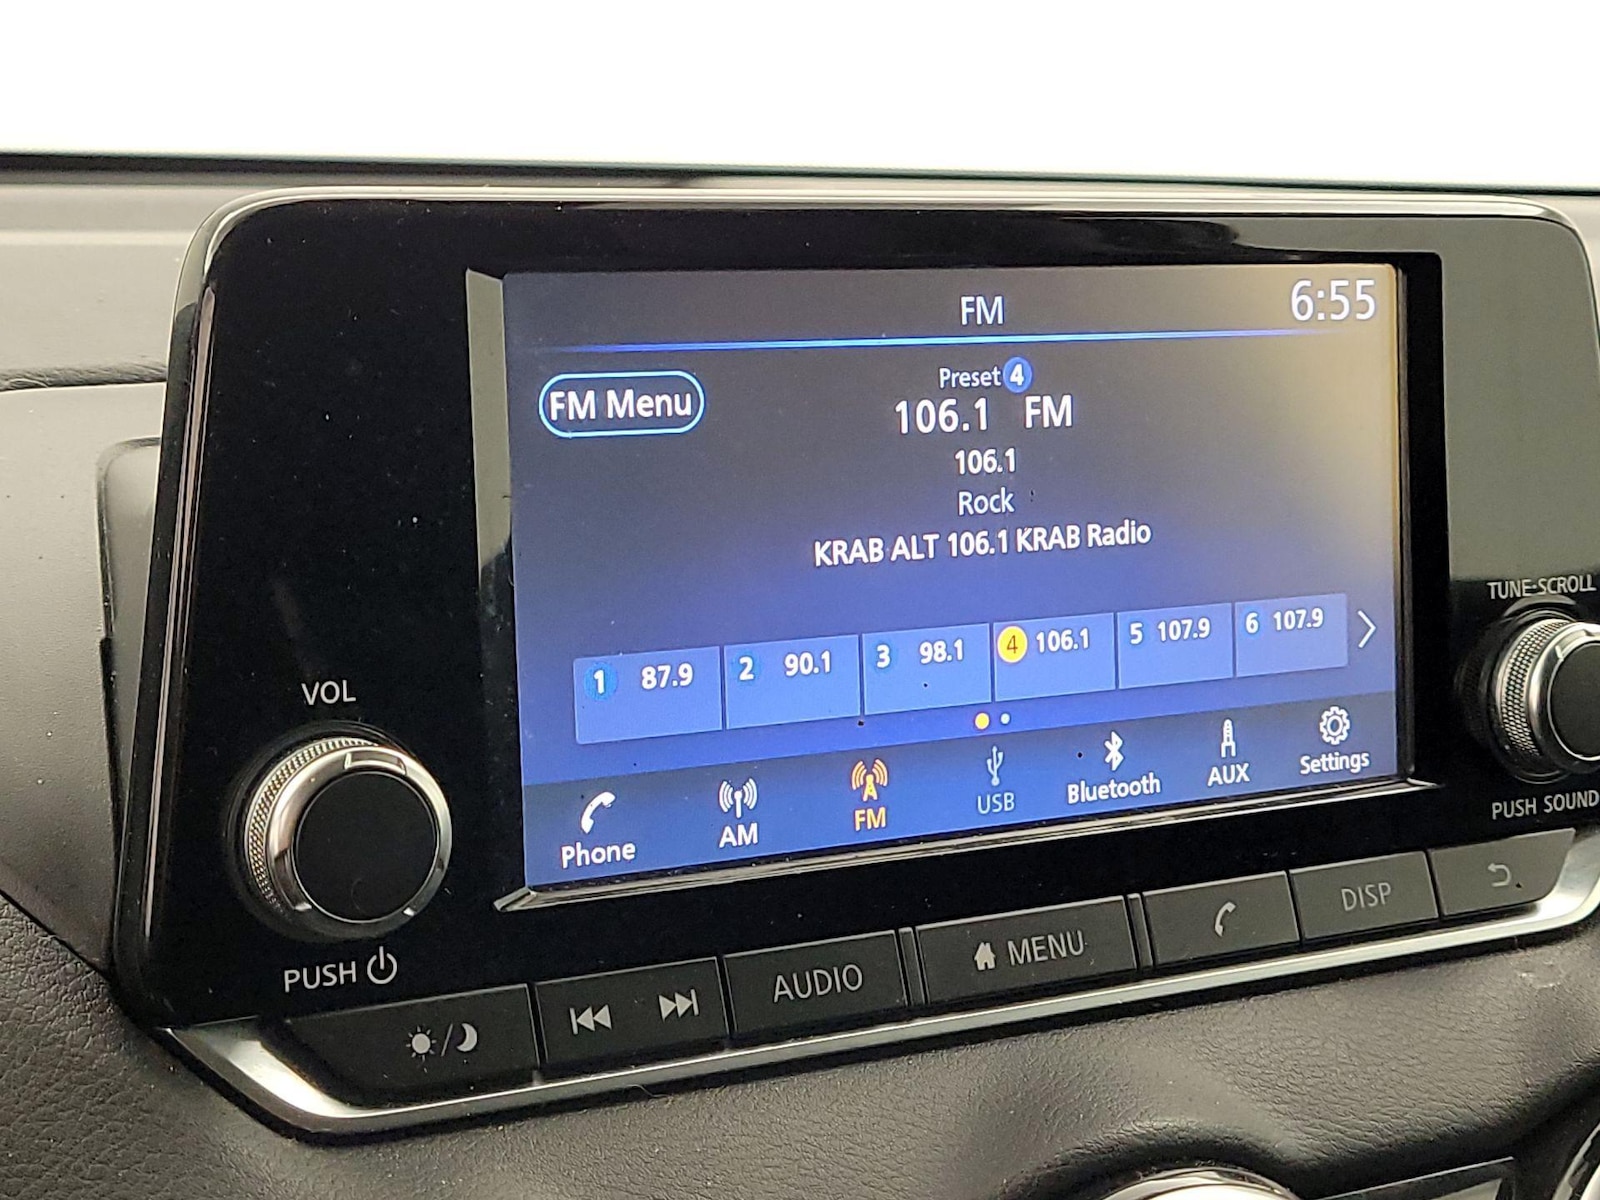 FM
6:55
FM Menu
Preset 4
106.1 FM
106.1
Rock
KRAB ALT 106.1 KRAB Radio
1 87.9
2 90.1
3 98.1
4 106.1
5 107.9
6 107.9
Phone
AM
FM
USB
Bluetooth
AUX
Settings
VOL
PUSH
TUNE·SCROLL
PUSH SOUND
AUDIO
MENU
DISP